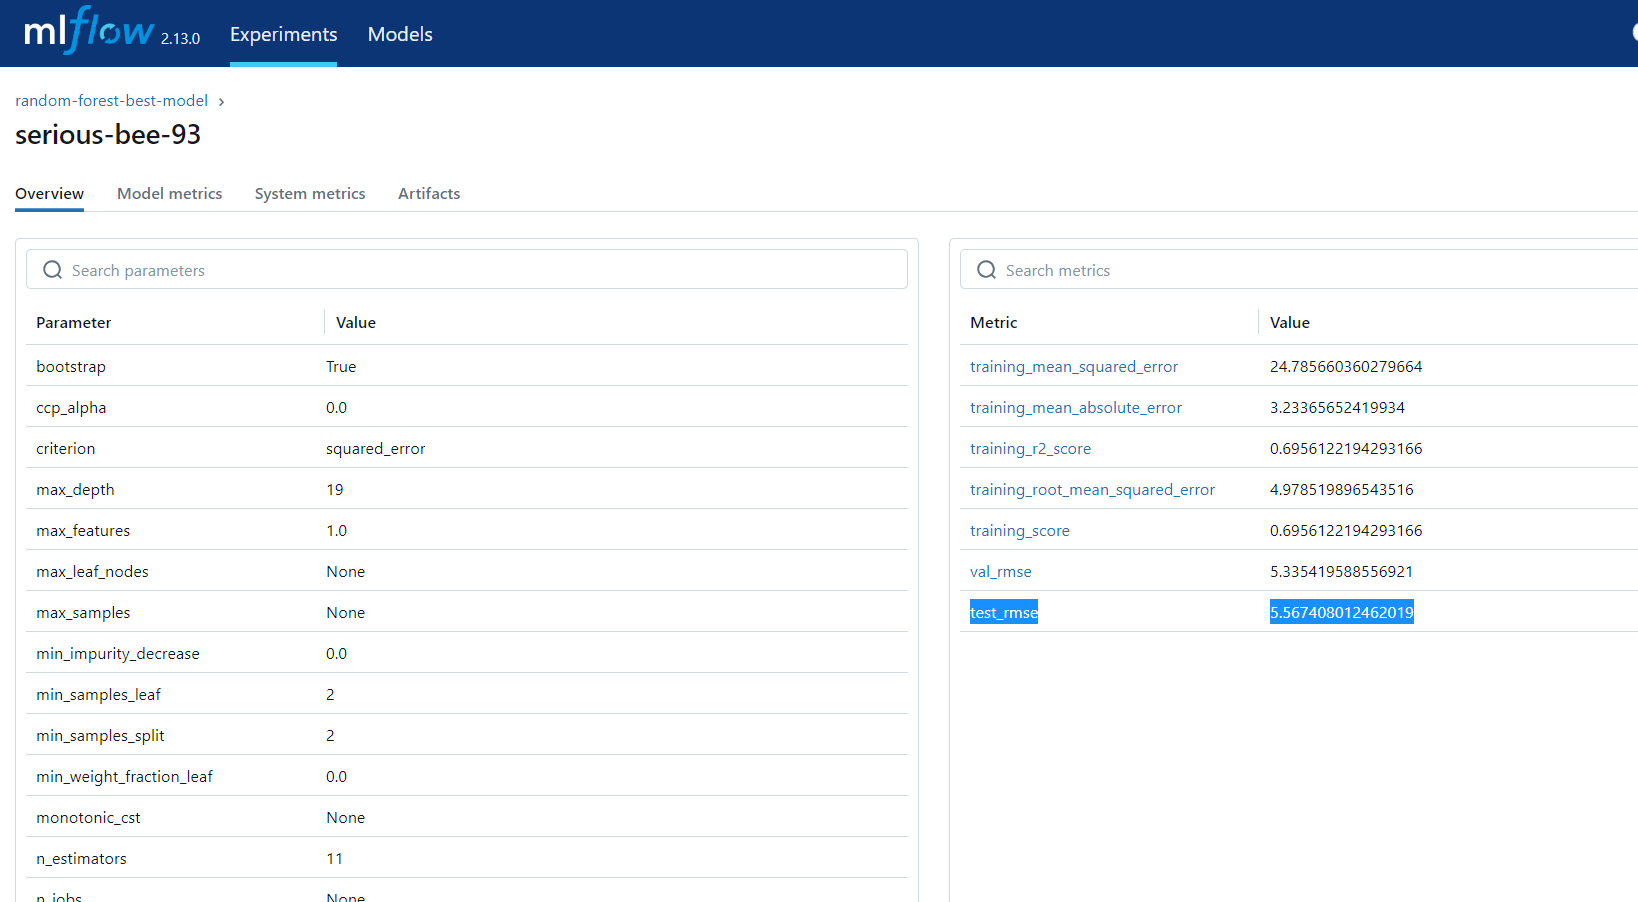 mlflow 2.13.0 Experiments Models
random-forest-best-model ›
serious-bee-93
Overview Model metrics System metrics Artifacts
Search parameters
Parameter Value
bootstrap True
ccp_alpha 0.0
criterion squared_error
max_depth 19
max_features 1.0
max_leaf_nodes None
max_samples None
min_impurity_decrease 0.0
min_samples_leaf 2
min_samples_split 2
min_weight_fraction_leaf 0.0
monotonic_cst None
n_estimators 11
n_jobs None
Search metrics
Metric Value
training_mean_squared_error 24.785660360279664
training_mean_absolute_error 3.23365652419934
training_r2_score 0.6956122194293166
training_root_mean_squared_error 4.978519896543516
training_score 0.6956122194293166
val_rmse 5.335419588556921
test_rmse 5.567408012462019